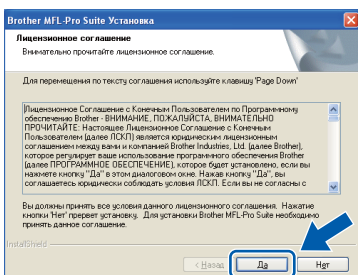 Brother MFL-Pro Suite Установка
Лицензионное соглашение
Внимательно прочитайте лицензионное соглашение.
Для перемещения по тексту соглашения используйте клавишу 'Page Down'
Лицензионное Соглашение с Конечным Пользователем по Программному
обеспечению Brother - ВНИМАНИЕ, ПОЖАЛУЙСТА, ВНИМАТЕЛЬНО
ПРОЧИТАЙТЕ: Настоящее Лицензионное Соглашение с Конечным
Пользователем (далее ЛСКП) является юридическим лицензионным
соглашением между вами и компанией Brother Industries, Ltd. (далее Brother),
которое регулирует ваше использование программного обеспечения Brother
(далее ПРОГРАММНОЕ ОБЕСПЕЧЕНИЕ), которое будет установлено, если вы
нажмете кнопку "Да" в этом диалоговом окне. Нажав кнопку "Да", вы
соглашаетесь юридически соблюдать условия ЛСКП. Если вы не согласны с
Вы должны принять все условия данного лицензионного соглашения. Нажатие
кнопки 'Нет' прервет установку. Для установки Brother MFL-Pro Suite необходимо
принять данное соглашение.
InstallShield
< Назад Да Нет